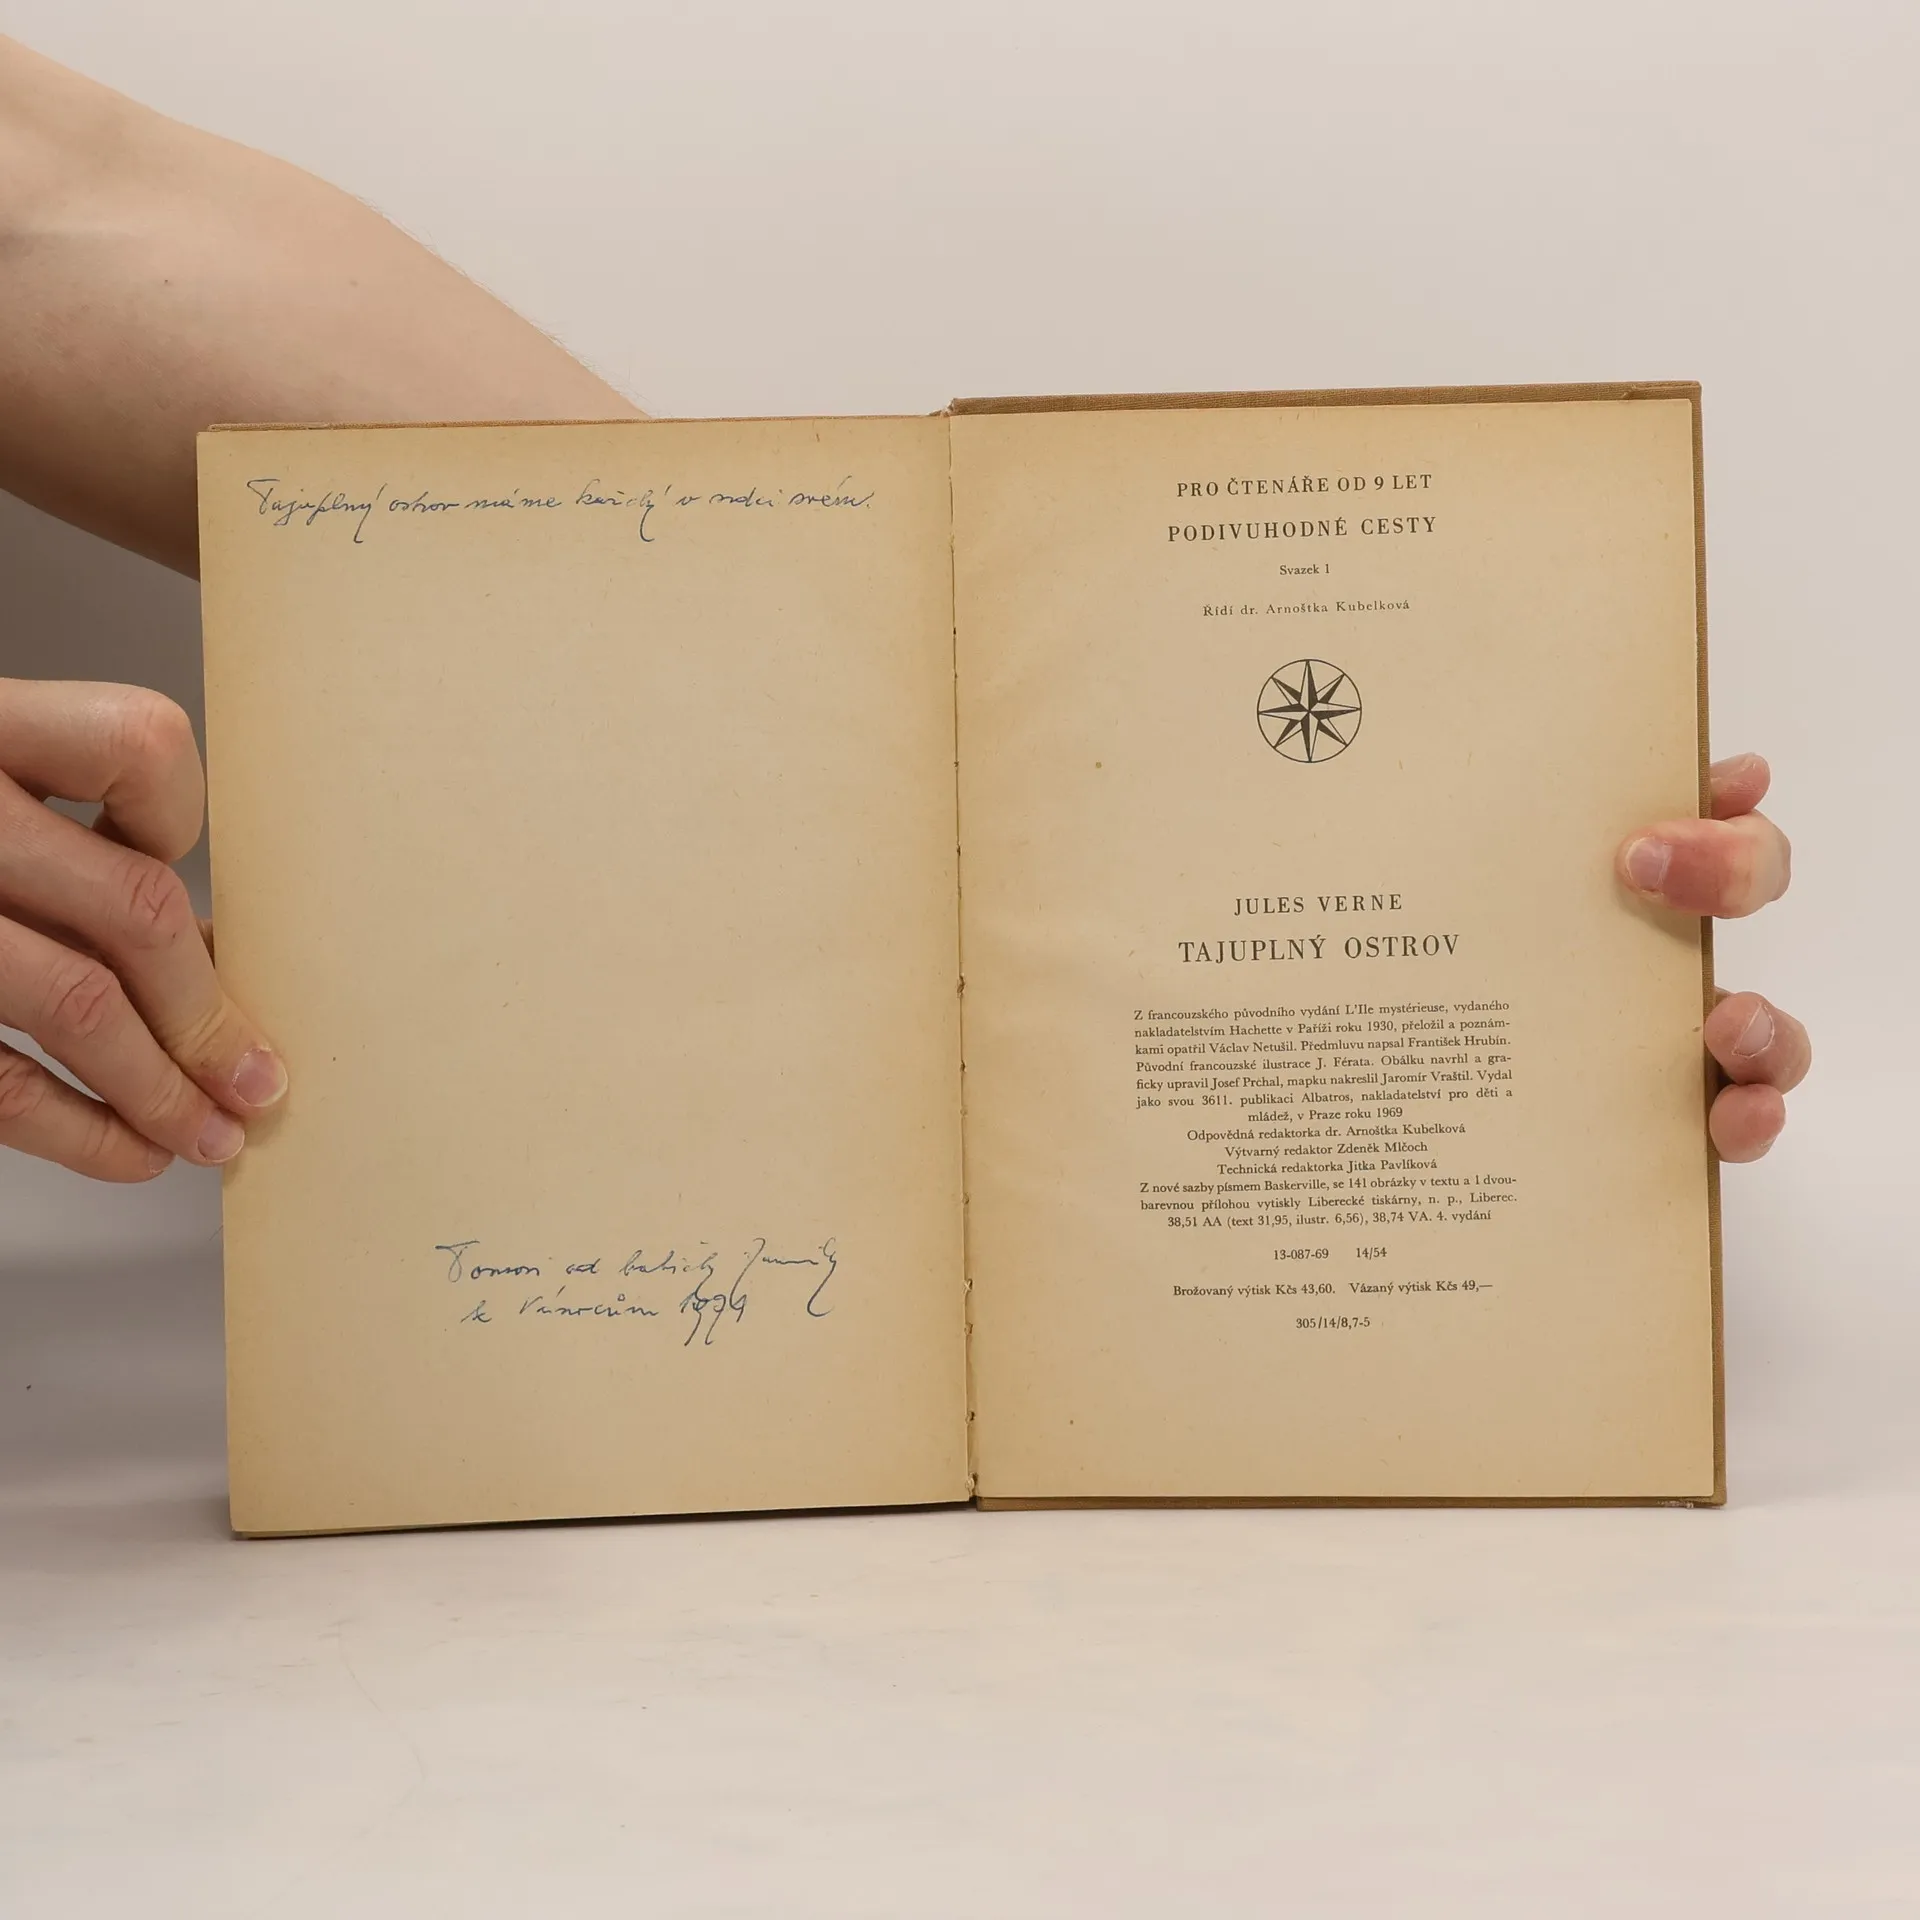 Tajuplný ostrov máme každý v srdci svém.
Tomovi od babičky Jarmily
k Vánocům 1979
PRO ČTENÁŘE OD 9 LET
PODIVUHODNÉ CESTY
Svazek 1
Řídí dr. Arnoštka Kubelková
JULES VERNE
TAJUPLNÝ OSTROV
Z francouzského původního vydání L'Ile mystérieuse, vydaného
nakladatelstvím Hachette v Paříži roku 1930, přeložil a poznám-
kami opatřil Václav Netušil. Předmluvu napsal František Hrubín.
Původní francouzské ilustrace J. Férata. Obálku navrhl a gra-
ficky upravil Josef Prchal, mapku nakreslil Jaromír Vraštil. Vydal
jako svou 3611. publikaci Albatros, nakladatelství pro děti a
mládež, v Praze roku 1969
Odpovědná redaktorka dr. Arnoštka Kubelková
Výtvarný redaktor Zdeněk Mlčoch
Technická redaktorka Jitka Pavlíková
Z nové sazby písmem Baskerville, se 141 obrázky v textu a 1 dvou-
barevnou přílohou vytiskly Liberecké tiskárny, n. p., Liberec.
38,51 AA (text 31,95, ilustr. 6,56), 38,74 VA. 4. vydání
13-087-69 14/54
Brožovaný výtisk Kčs 43,60. Vázaný výtisk Kčs 49,—
305/14/8,7-5